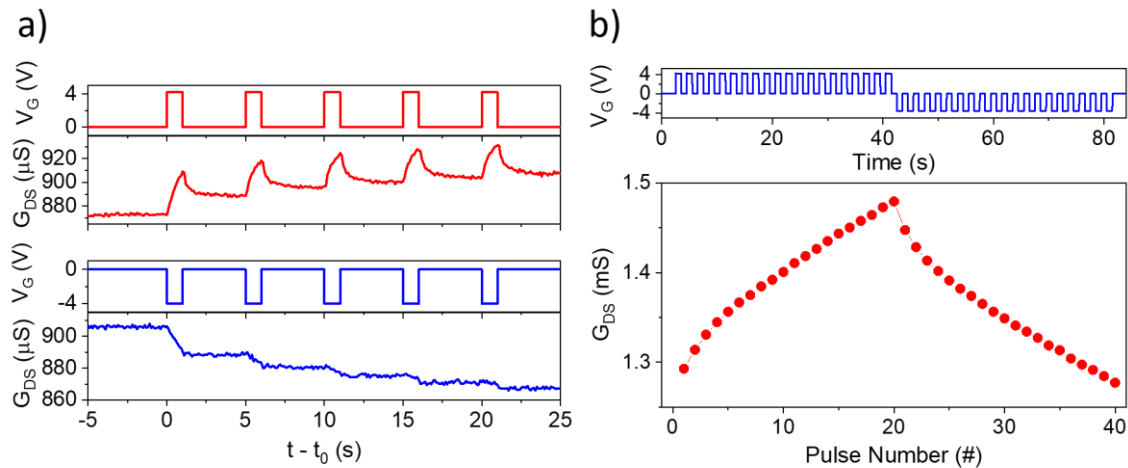 a)
V_G (V)
4
0
G_DS (μS)
920
900
880
V_G (V)
0
-4
G_DS (μS)
900
880
860
-5 0 5 10 15 20 25
t - t_0 (s)
b)
V_G (V)
4
0
-4
0 20 40 60 80
Time (s)
G_DS (mS)
1.5
1.4
1.3
0 10 20 30 40
Pulse Number (#)